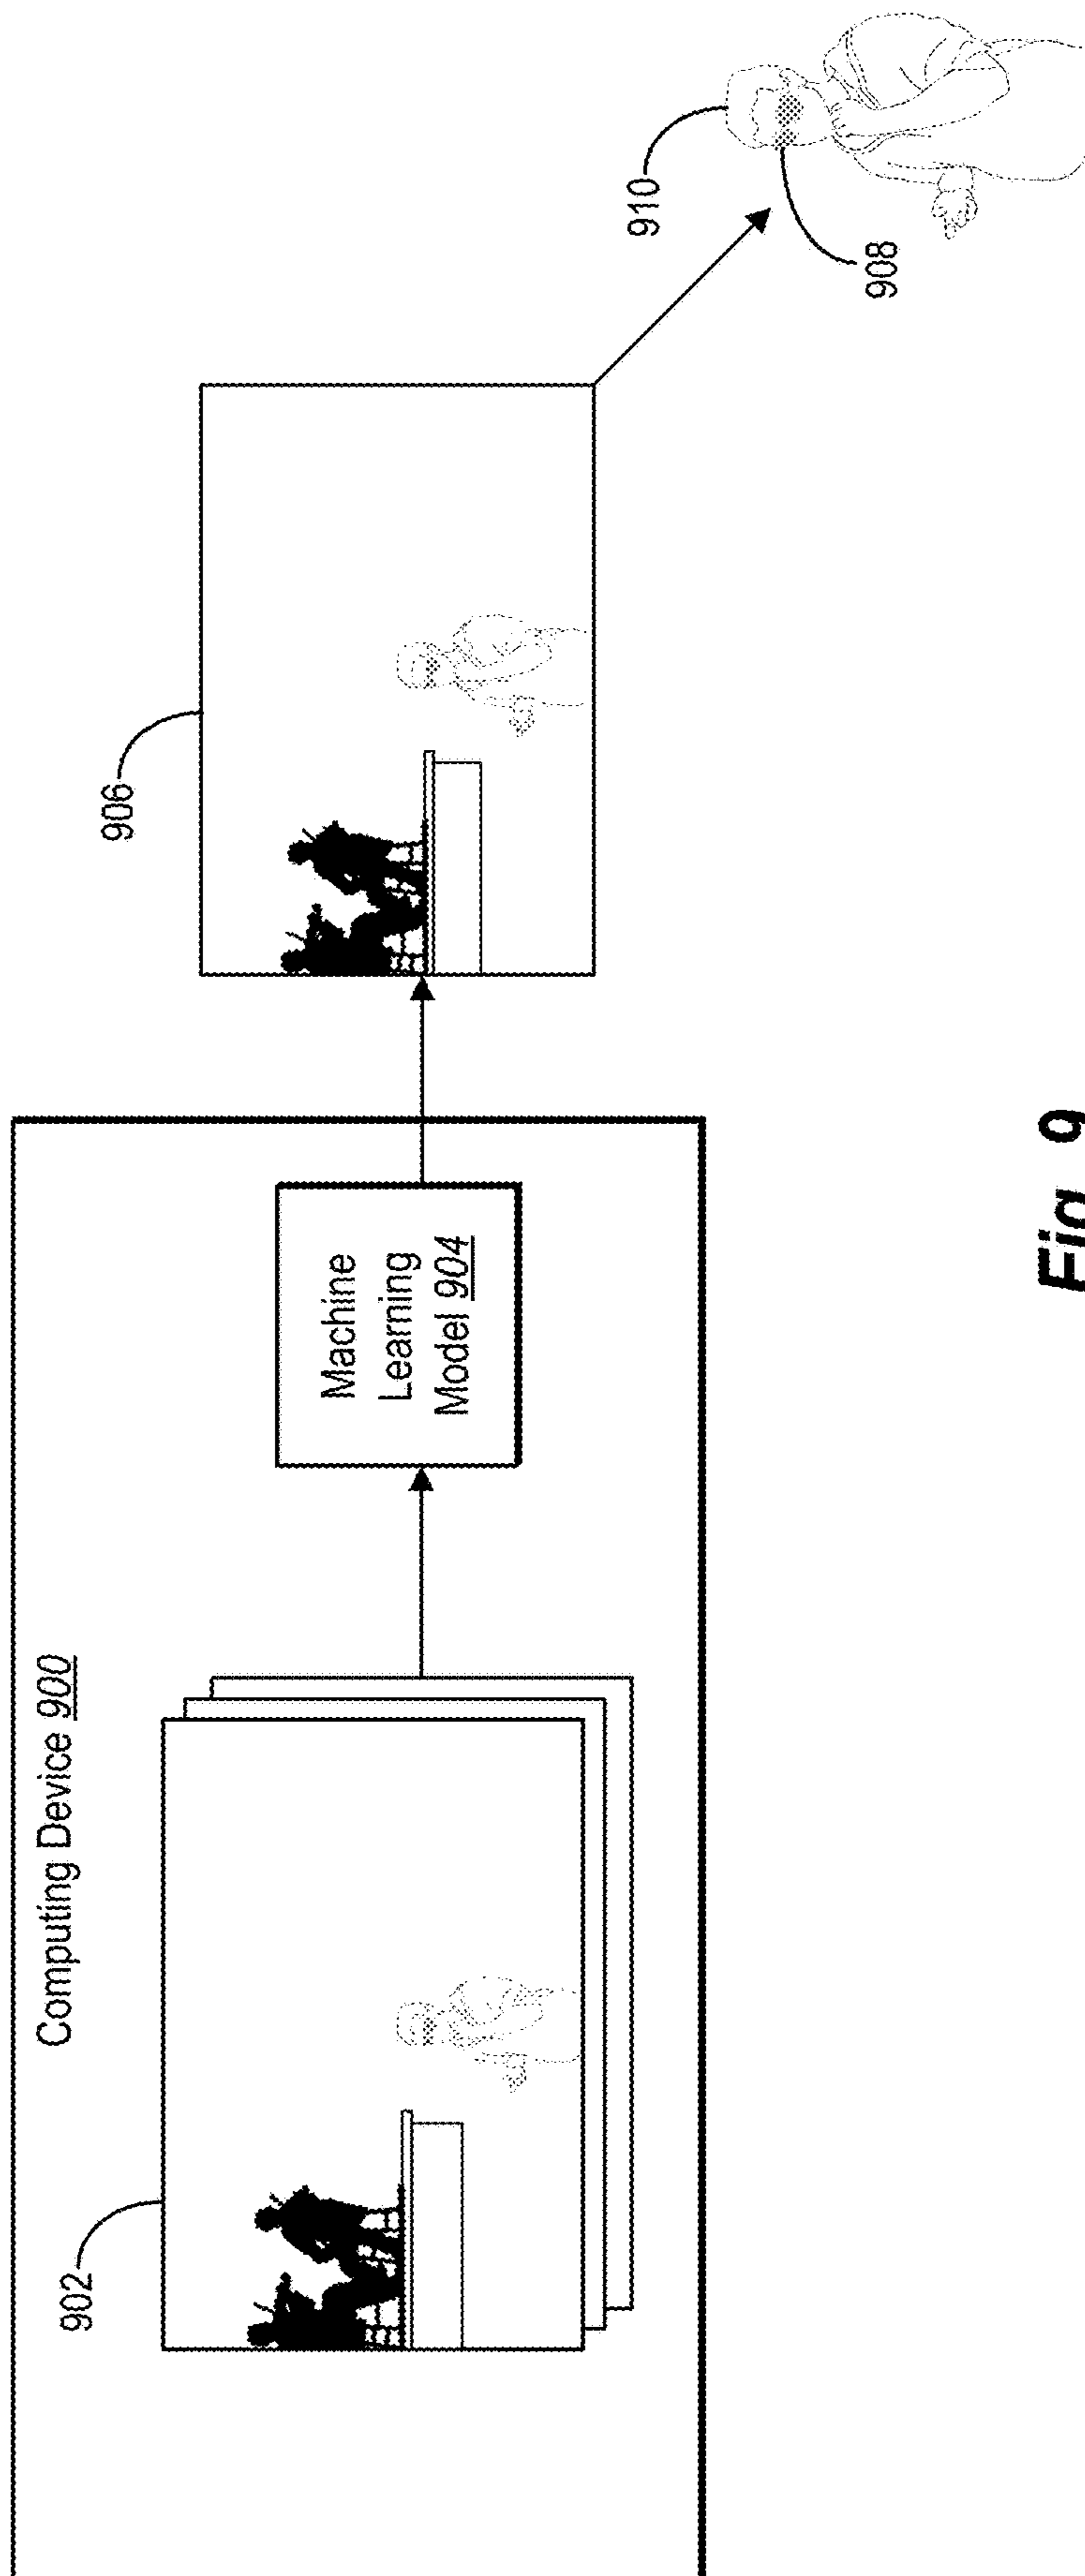 Computing Device 900
902
Machine
Learning
Model 904
906
910
908
Fig. 9